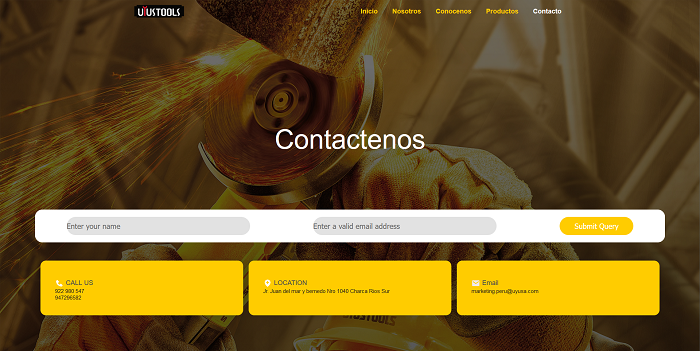 UYUSTOOLS
Inicio Nosotros Conocenos Productos Contacto
Contactenos
Enter your name Enter a valid email address Submit Query
CALL US
922 980 547
947296582
LOCATION
Jr. Juan del mar y bernedo Nro 1040 Charca Rios Sur
Email
marketing.peru@uyusa.com